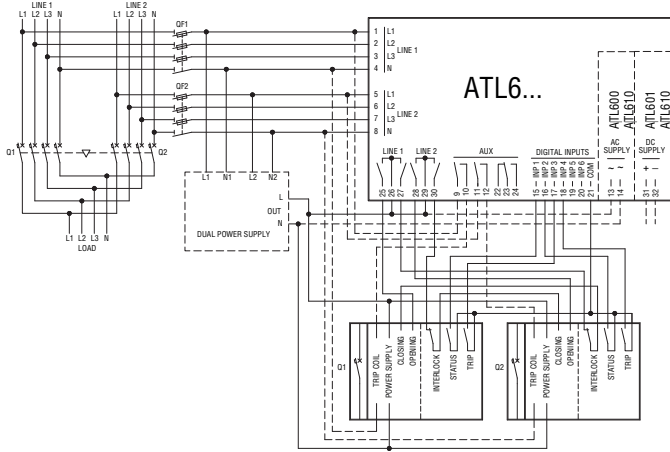 LINE 1
L1 L2 L3 N
LINE 2
L1 L2 L3 N
QF1
QF2
1 L1
2 L2
3 L3
4 N
LINE 1
5 L1
6 L2
7 L3
8 N
LINE 2
ATL6...
ATL600
ATL610
AC
SUPPLY
~ ~
ATL601
ATL610
DC
SUPPLY
+ –
LINE 1
LINE 2
AUX
DIGITAL INPUTS
INP 1
INP 2
INP 3
INP 4
INP 5
INP 6
COM
25 26 27 28 29 30 9 10 11 12 22 23 24 15 16 17 18 19 20 21 13 14 31 32
Q1
Q2
L1 L2 L3 N
LOAD
L1 N1 L2 N2
L
OUT
N
DUAL POWER SUPPLY
Q1
TRIP COIL
POWER SUPPLY
CLOSING
OPENING
INTERLOCK
STATUS
TRIP
Q2
TRIP COIL
POWER SUPPLY
CLOSING
OPENING
INTERLOCK
STATUS
TRIP